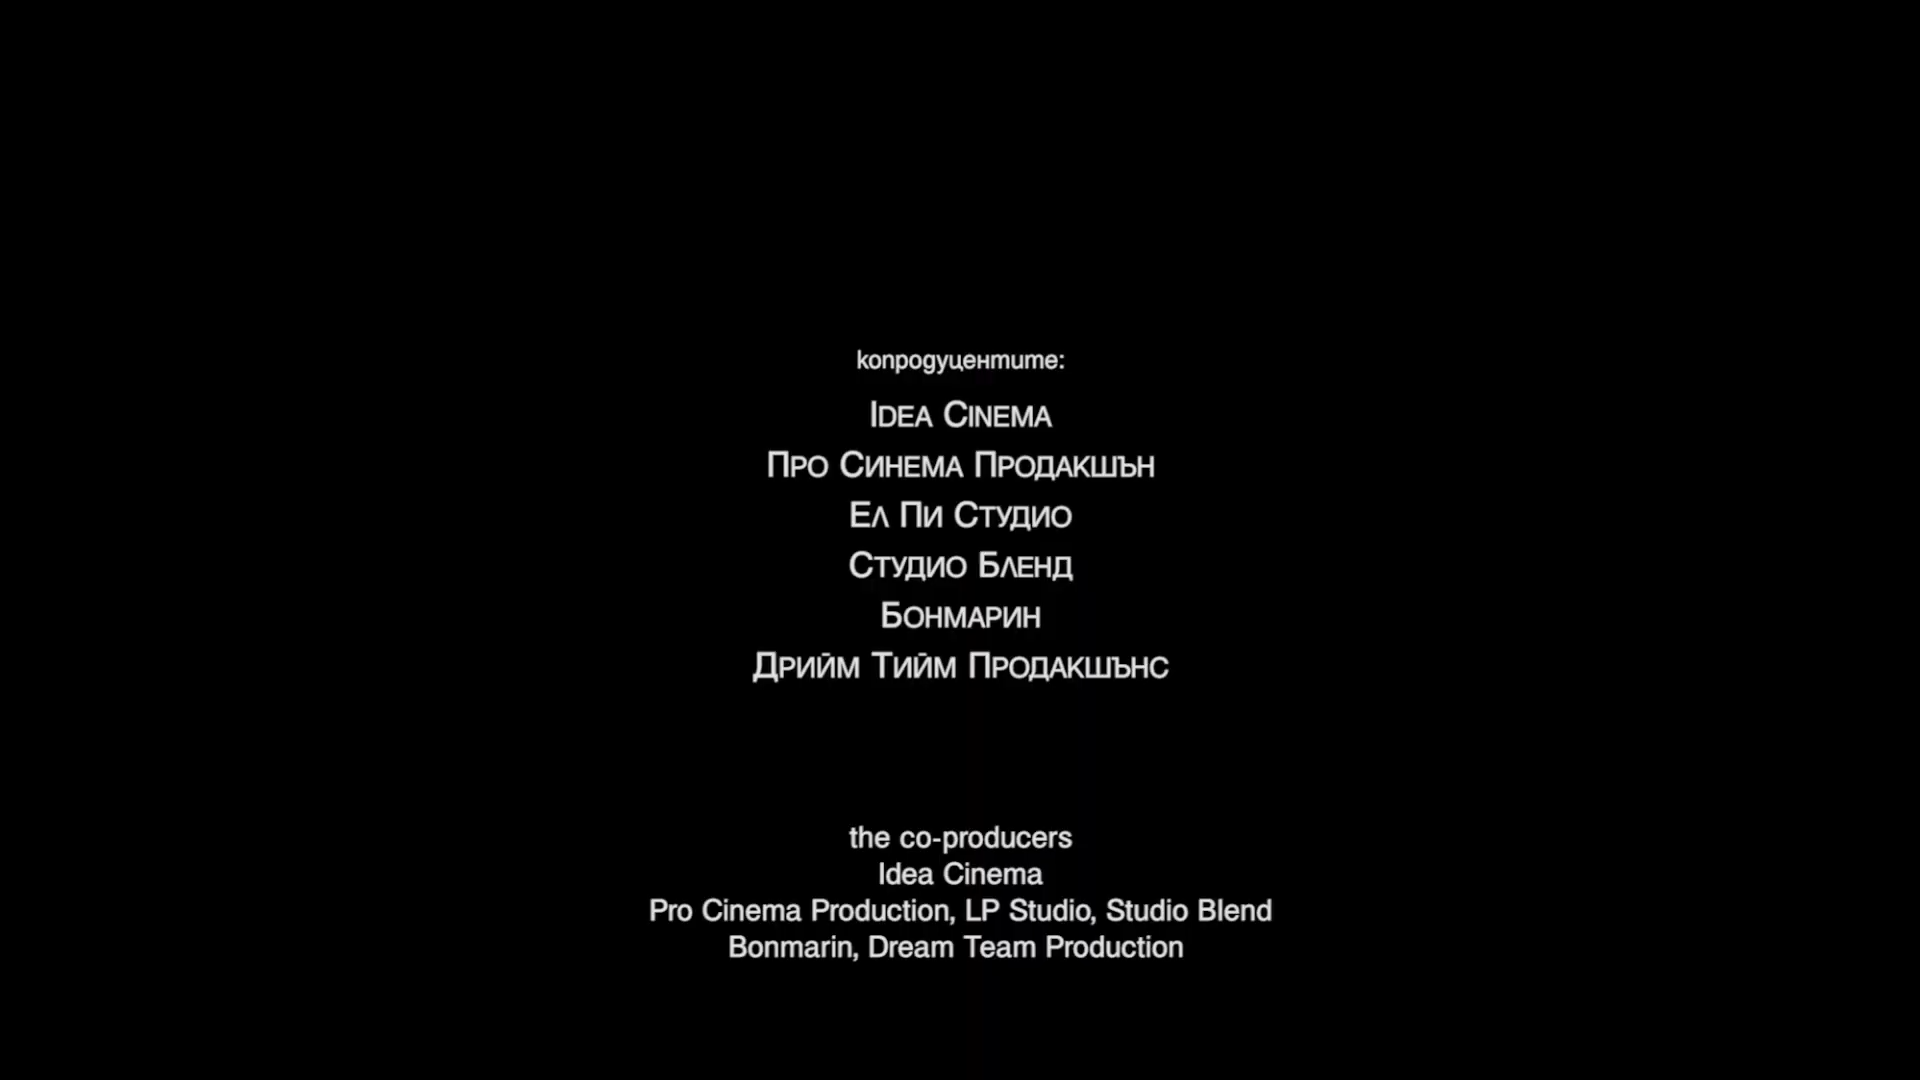 копродуцентите:
Idea Cinema
Про Синема Продакшън
Ел Пи Студио
Студио Бленд
Бонмарин
Дрийм Тийм Продакшънс
the co-producers
Idea Cinema
Pro Cinema Production, LP Studio, Studio Blend
Bonmarin, Dream Team Production